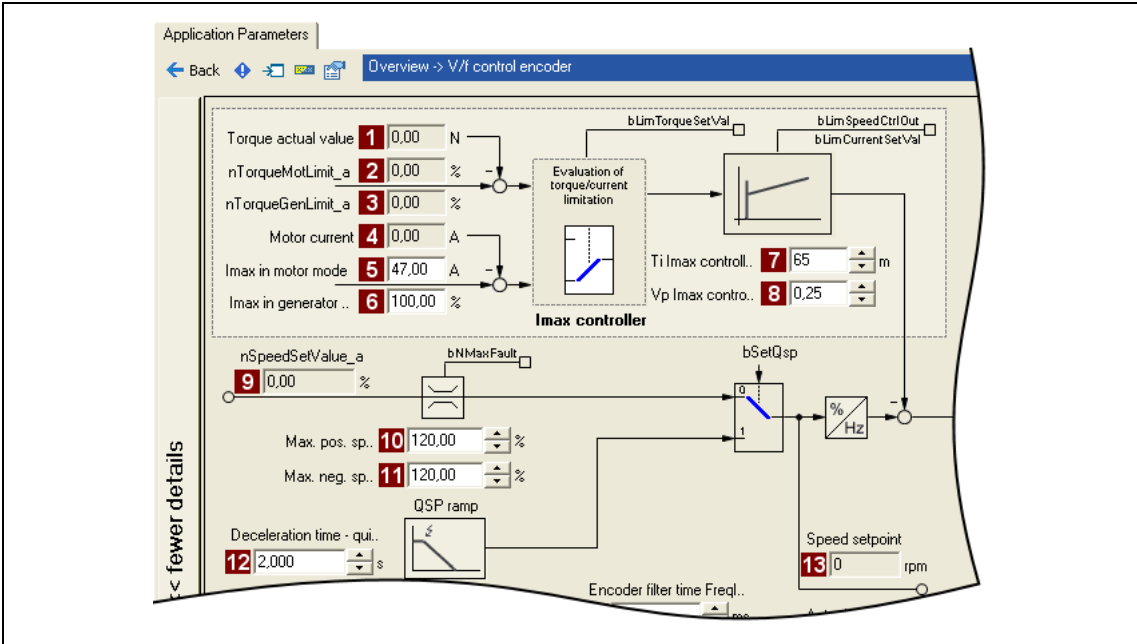 Application Parameters
Back
Overview -> V/f control encoder
bLimTorqueSetVal
bLimSpeedCtrlOut
bLimCurrentSetVal
Torque actual value 1 0,00 N
nTorqueMotLimit_a 2 0,00 %
nTorqueGenLimit_a 3 0,00 %
Motor current 4 0,00 A
Imax in motor mode 5 47,00 A
Imax in generator .. 6 100,00 %
Evaluation of
torque/current
limitation
Ti Imax controll.. 7 65 m
Vp Imax contro.. 8 0,25
Imax controller
nSpeedSetValue_a
9 0,00 %
bNMaxFault
bSetQsp
0
1
%
Hz
Max. pos. sp.. 10 120,00 %
Max. neg. sp.. 11 120,00 %
QSP ramp
Deceleration time - qui..
12 2,000 s
Speed setpoint
13 0 rpm
Encoder filter time Freql..
<< fewer details